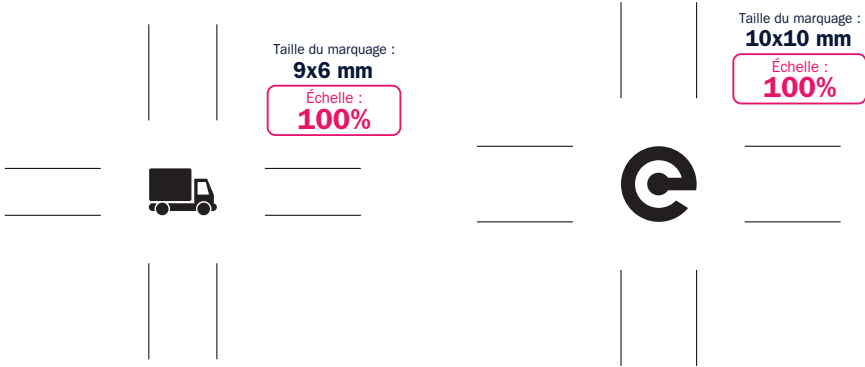 Taille du marquage :
9x6 mm
Échelle :
100%
Taille du marquage :
10x10 mm
Échelle :
100%